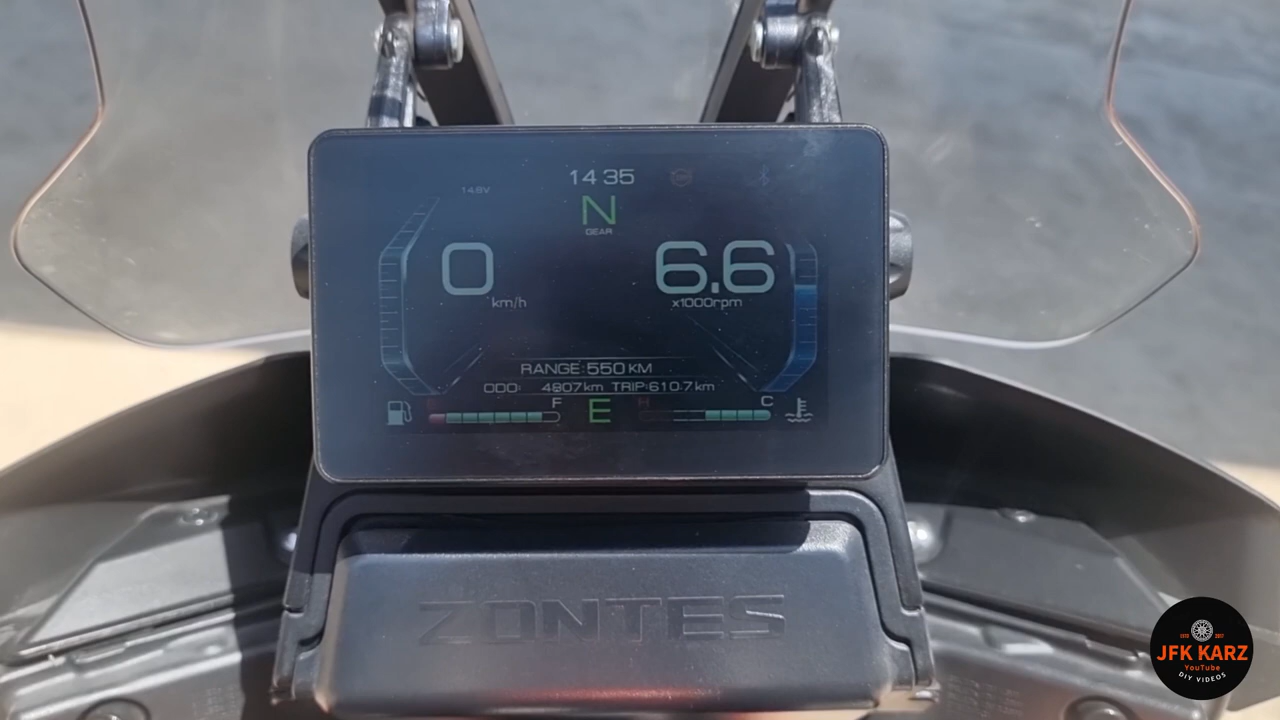 14 35
14.8V
N
GEAR
0
km/h
6.6
x1000rpm
RANGE: 550 KM
ODO: 4807km TRIP: 610.7km
F
E
H
C
ZONTES
JFK KARZ
YouTube
DIY VIDEOS